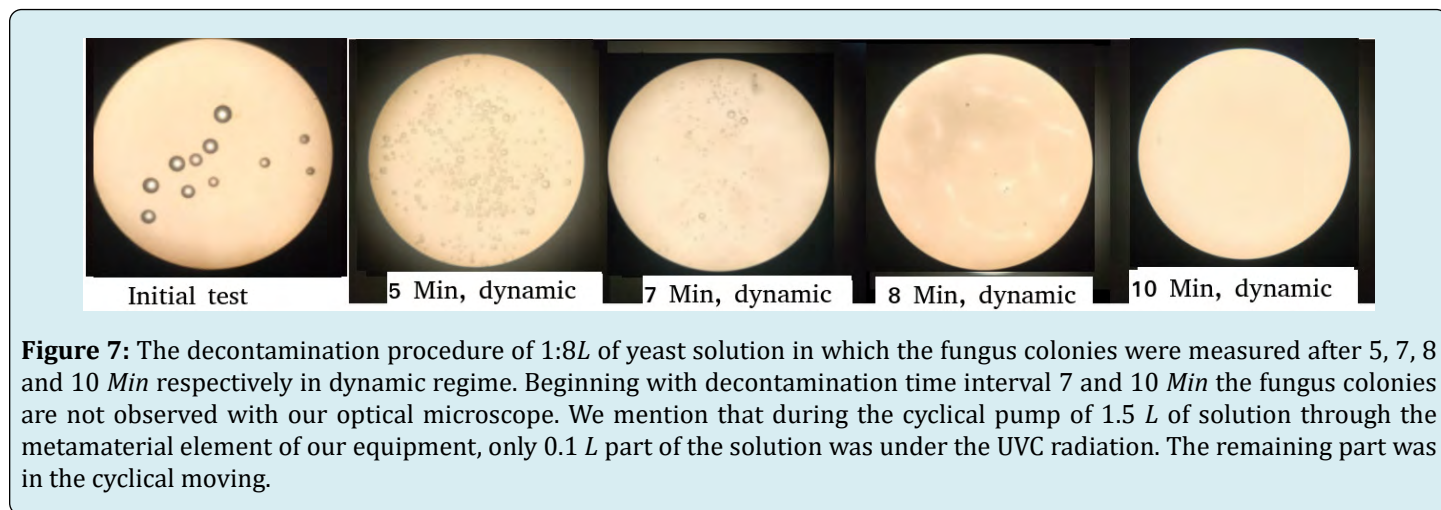 Initial test
5 Min, dynamic
7 Min, dynamic
8 Min, dynamic
10 Min, dynamic
Figure 7: The decontamination procedure of 1:8L of yeast solution in which the fungus colonies were measured after 5, 7, 8
and 10 Min respectively in dynamic regime. Beginning with decontamination time interval 7 and 10 Min the fungus colonies
are not observed with our optical microscope. We mention that during the cyclical pump of 1.5 L of solution through the
metamaterial element of our equipment, only 0.1 L part of the solution was under the UVC radiation. The remaining part was
in the cyclical moving.